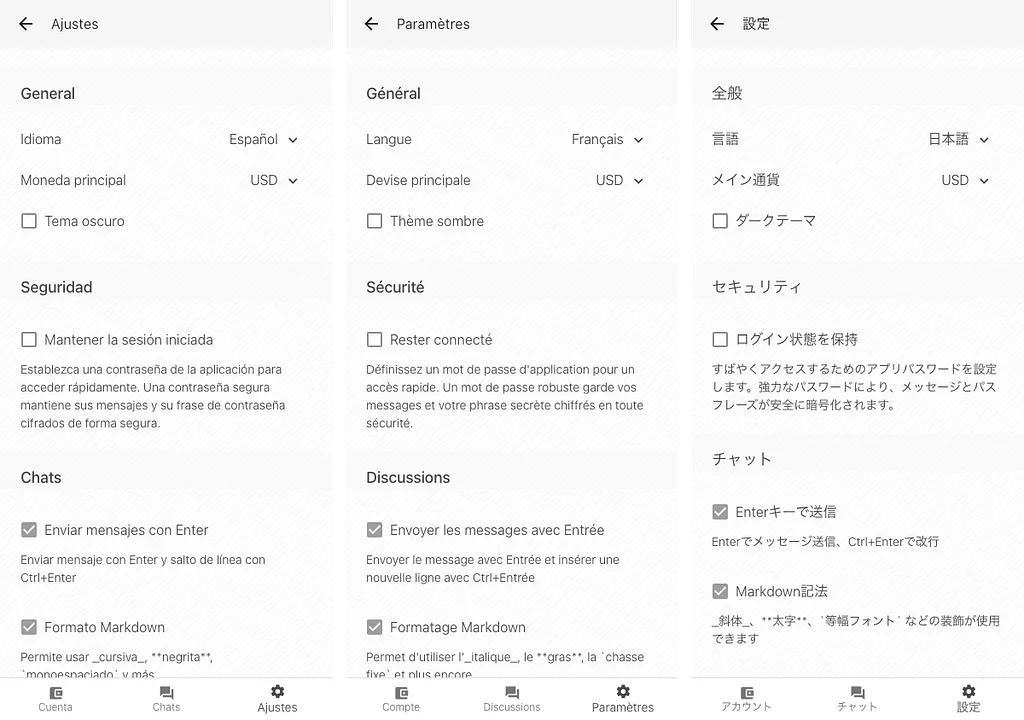 Ajustes
General
Idioma Español
Moneda principal USD
Tema oscuro
Seguridad
Mantener la sesión iniciada
Establezca una contraseña de la aplicación para
acceder rápidamente. Una contraseña segura
mantiene sus mensajes y su frase de contraseña
cifrados de forma segura.
Chats
Enviar mensajes con Enter
Enviar mensaje con Enter y salto de línea con
Ctrl+Enter
Formato Markdown
Permite usar _cursiva_, **negrita**,
`monoespaciado` y más
Cuenta Chats Ajustes
Paramètres
Général
Langue Français
Devise principale USD
Thème sombre
Sécurité
Rester connecté
Définissez un mot de passe d'application pour un
accès rapide. Un mot de passe robuste garde vos
messages et votre phrase secrète chiffrés en toute
sécurité.
Discussions
Envoyer les messages avec Entrée
Envoyer le message avec Entrée et insérer une
nouvelle ligne avec Ctrl+Entrée
Formatage Markdown
Permet d'utiliser l'_italique_, le **gras**, la `chasse
fixe` et plus encore
Compte Discussions Paramètres
設定
全般
言語 日本語
メイン通貨 USD
ダークテーマ
セキュリティ
ログイン状態を保持
すばやくアクセスするためのアプリパスワードを設定
します。強力なパスワードにより、メッセージとパス
フレーズが安全に暗号化されます。
チャット
Enterキーで送信
Enterでメッセージ送信、Ctrl+Enterで改行
Markdown記法
_斜体_、**太字**、`等幅フォント` などの装飾が使用
できます
アカウント チャット 設定